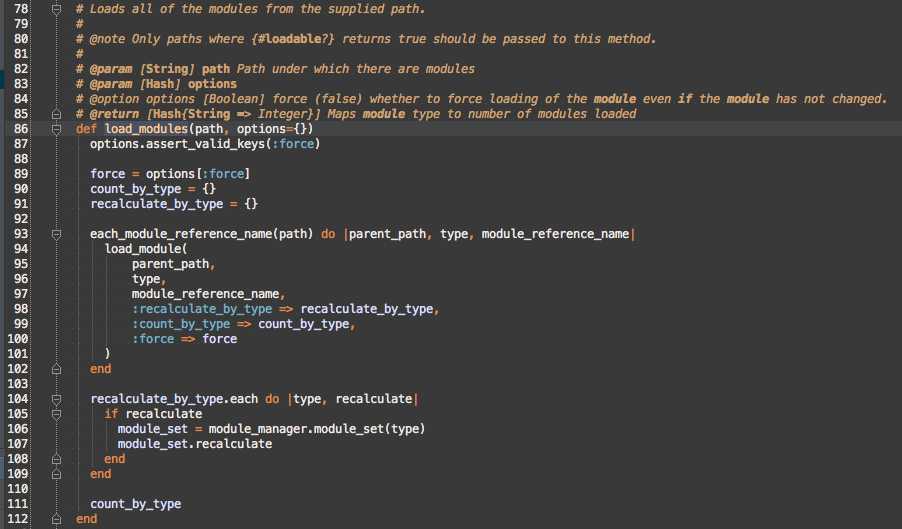 78 # Loads all of the modules from the supplied path.
79 #
80 # @note Only paths where {#loadable?} returns true should be passed to this method.
81 #
82 # @param [String] path Path under which there are modules
83 # @param [Hash] options
84 # @option options [Boolean] force (false) whether to force loading of the module even if the module has not changed.
85 # @return [Hash{String => Integer}] Maps module type to number of modules loaded
86 def load_modules(path, options={})
87   options.assert_valid_keys(:force)
88
89   force = options[:force]
90   count_by_type = {}
91   recalculate_by_type = {}
92
93   each_module_reference_name(path) do |parent_path, type, module_reference_name|
94     load_module(
95         parent_path,
96         type,
97         module_reference_name,
98         :recalculate_by_type => recalculate_by_type,
99         :count_by_type => count_by_type,
100         :force => force
101     )
102   end
103
104   recalculate_by_type.each do |type, recalculate|
105     if recalculate
106       module_set = module_manager.module_set(type)
107       module_set.recalculate
108     end
109   end
110
111   count_by_type
112 end